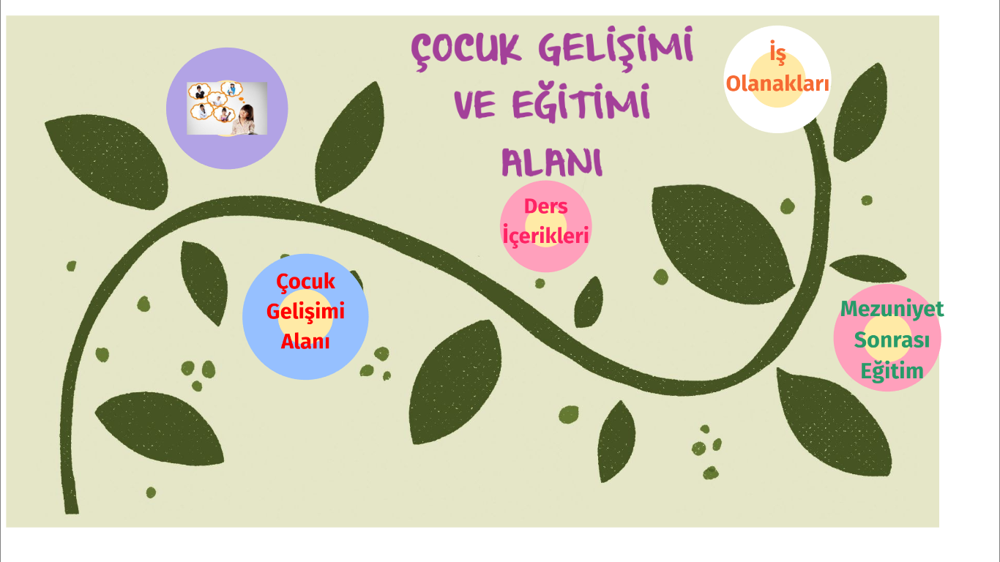 ÇOCUK GELİŞİMİ
VE EĞİTİMİ
ALANI
İş
Olanakları
Ders
İçerikleri
Çocuk
Gelişimi
Alanı
Mezuniyet
Sonrası
Eğitim